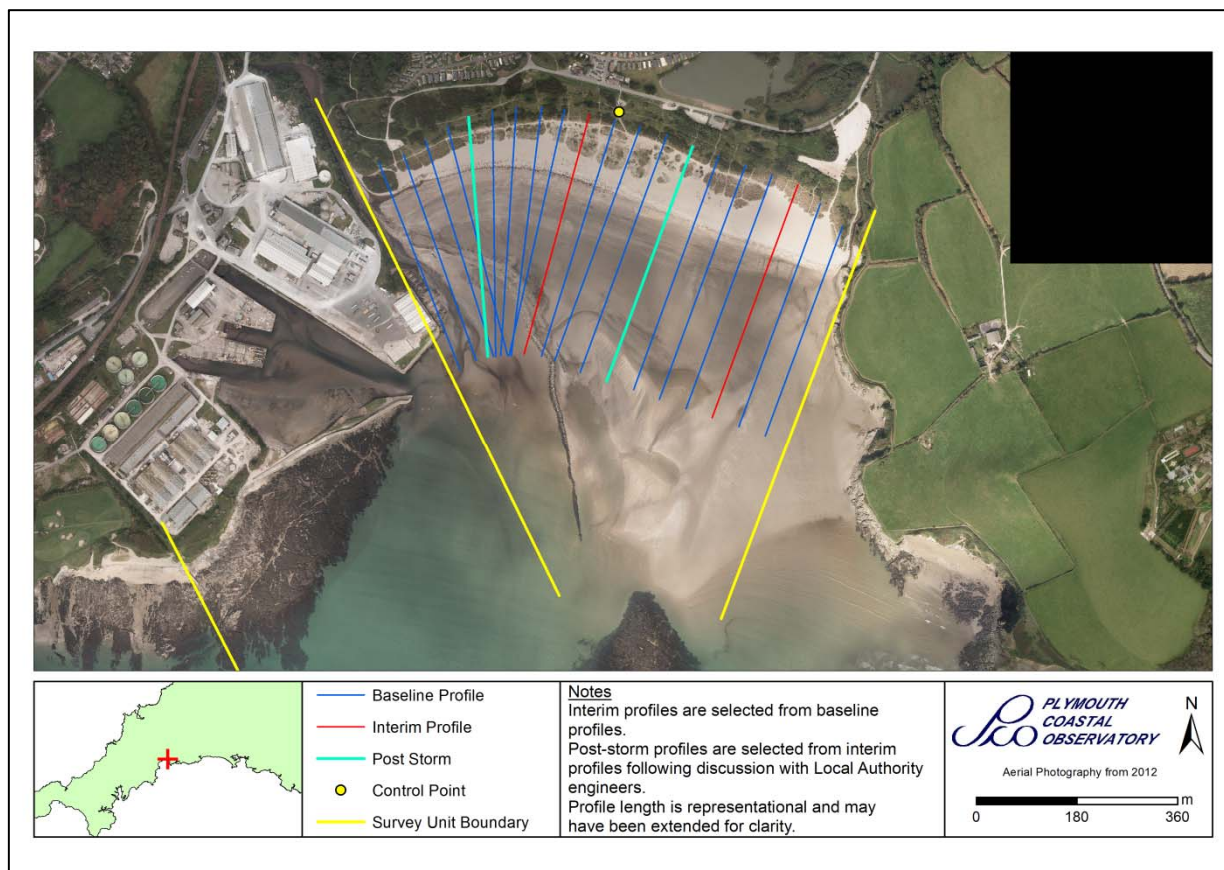 Baseline Profile
Interim Profile
Post Storm
Control Point
Survey Unit Boundary
Notes
Interim profiles are selected from baseline
profiles.
Post-storm profiles are selected from interim
profiles following discussion with Local Authority
engineers.
Profile length is representational and may
have been extended for clarity.
PLYMOUTH
COASTAL
OBSERVATORY
N
Aerial Photography from 2012
m
0 180 360